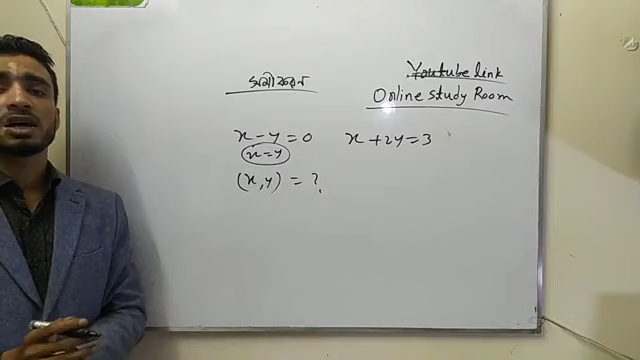 সমীকরণ
Youtube link
Online Study Room
x - y = 0
x + 2y = 3
x = y
(x, y) = ?